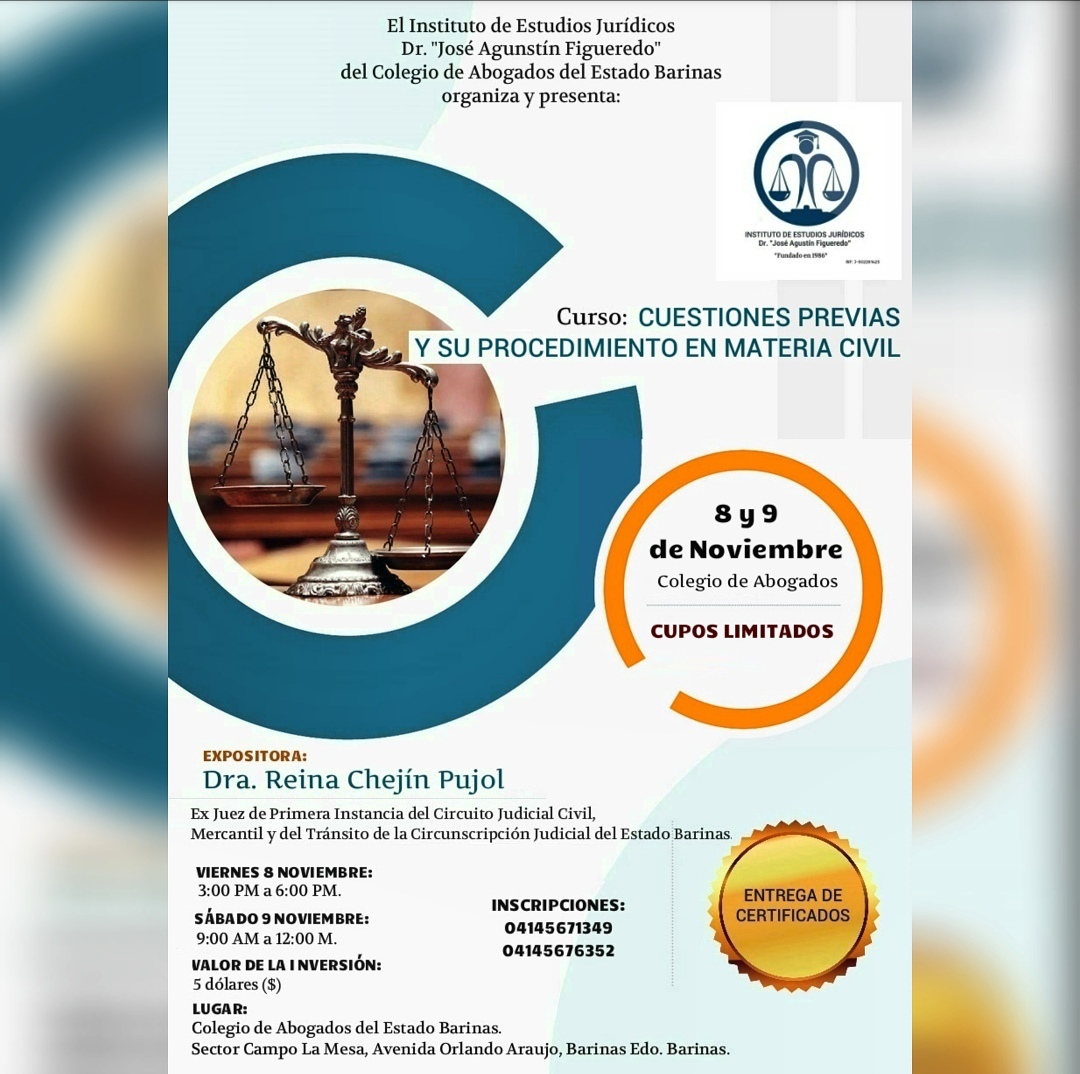 El Instituto de Estudios Jurídicos
Dr. "José Agunstín Figueredo"
del Colegio de Abogados del Estado Barinas
organiza y presenta:
INSTITUTO DE ESTUDIOS JURÍDICOS
Dr. "José Agustín Figueredo"
"Fundado en 1986"
Curso: CUESTIONES PREVIAS
Y SU PROCEDIMIENTO EN MATERIA CIVIL
8 y 9
de Noviembre
Colegio de Abogados
CUPOS LIMITADOS
EXPOSITORA:
Dra. Reina Chejín Pujol
Ex Juez de Primera Instancia del Circuito Judicial Civil,
Mercantil y del Tránsito de la Circunscripción Judicial del Estado Barinas.
VIERNES 8 NOVIEMBRE:
3:00 PM a 6:00 PM.
SÁBADO 9 NOVIEMBRE:
9:00 AM a 12:00 M.
VALOR DE LA INVERSIÓN:
5 dólares ($)
LUGAR:
Colegio de Abogados del Estado Barinas.
Sector Campo La Mesa, Avenida Orlando Araujo, Barinas Edo. Barinas.
INSCRIPCIONES:
04145671349
04145676352
ENTREGA DE
CERTIFICADOS